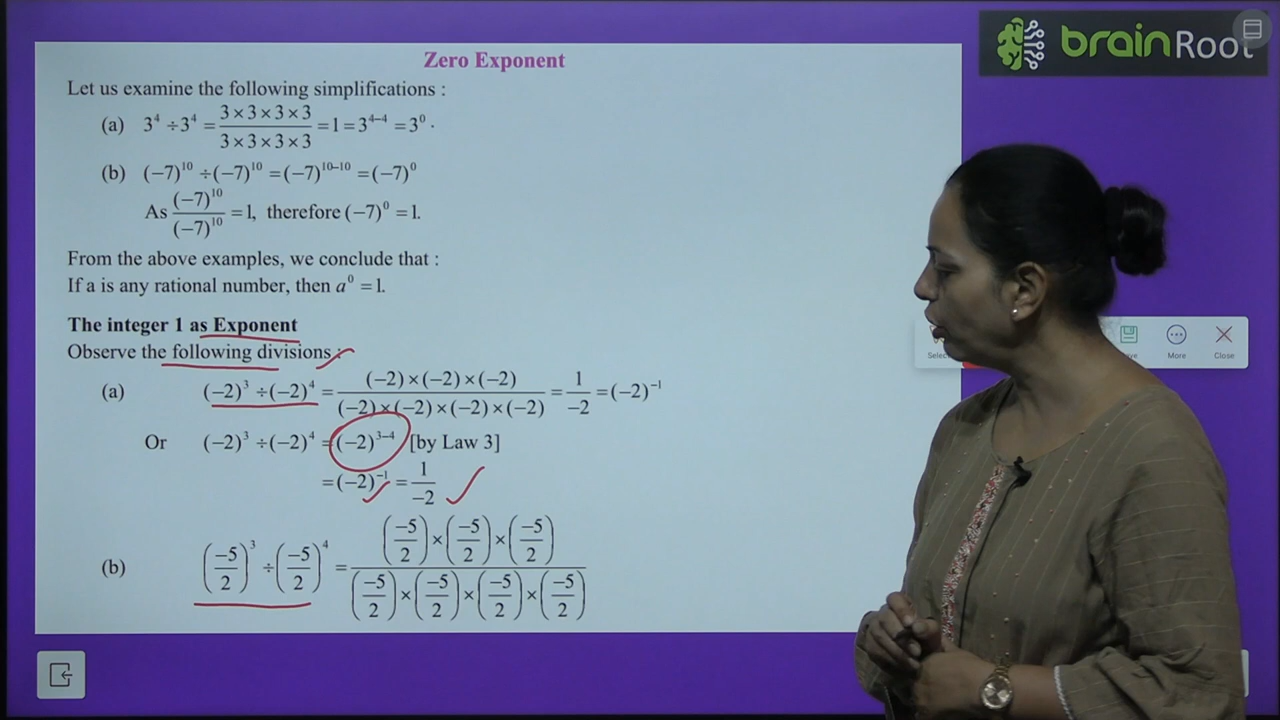 brainRoot
Zero Exponent
Let us examine the following simplifications :
(a) 3⁴ ÷3⁴ = 3×3×3×3 / 3×3×3×3 =1=3⁴⁻⁴ =3⁰ .
(b) (−7)¹⁰ ÷(−7)¹⁰ =(−7)¹⁰⁻¹⁰ =(−7)⁰
As (−7)¹⁰ / (−7)¹⁰ =1, therefore (−7)⁰ =1.
From the above examples, we conclude that :
If a is any rational number, then a⁰ =1.
The integer 1 as Exponent
Observe the following divisions :
(a) (−2)³ ÷(−2)⁴ = (−2)×(−2)×(−2) / (−2)×(−2)×(−2)×(−2) = 1 / −2 =(−2)⁻¹
Or (−2)³ ÷(−2)⁴ =(−2)³⁻⁴ [by Law 3]
=(−2)⁻¹ = 1 / −2
(b) (−5/2)³ ÷ (−5/2)⁴ = (−5/2)×(−5/2)×(−5/2) / (−5/2)×(−5/2)×(−5/2)×(−5/2)
More
Close